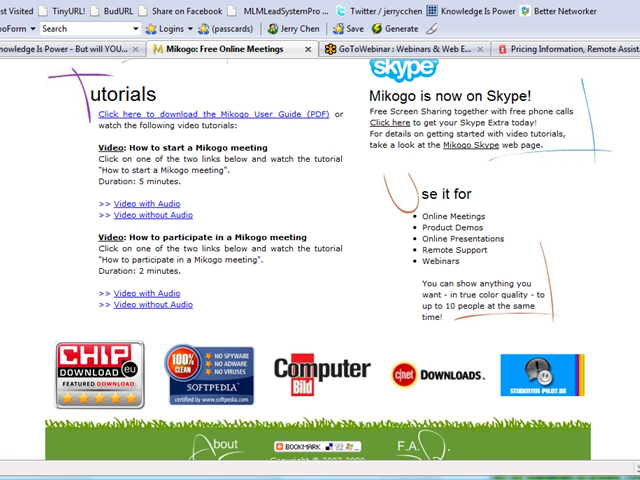 ost Visited TinyURL! BudURL Share on Facebook MLMLeadSystemPro ... Twitter / jerrycchen Knowledge Is Power Better Networker
boForm Search Logins (passcards) Jerry Chen Save Generate
nowledge Is Power - But will YOU... Mikogo: Free Online Meetings GoToWebinar : Webinars & Web E... Pricing Information, Remote Assist
Tutorials
Click here to download the Mikogo User Guide (PDF) or
watch the following video tutorials:
Video: How to start a Mikogo meeting
Click on one of the two links below and watch the tutorial
"How to start a Mikogo meeting".
Duration: 5 minutes.
>> Video with Audio
>> Video without Audio
Video: How to participate in a Mikogo meeting
Click on one of the two links below and watch the tutorial
"How to participate in a Mikogo meeting".
Duration: 2 minutes.
>> Video with Audio
>> Video without Audio
skype
Mikogo is now on Skype!
Free Screen Sharing together with free phone calls
Click here to get your Skype Extra today!
For details on getting started with video tutorials,
take a look at the Mikogo Skype web page.
Use it for
Online Meetings
Product Demos
Online Presentations
Remote Support
Webinars
You can show anything you
want - in true color quality - to
up to 10 people at the same
time!
CHIP
DOWNLOAD.eu
FEATURED DOWNLOAD
100%
CLEAN
NO SPYWARE
NO ADWARE
NO VIRUSES
SOFTPEDIA
certified by www.softpedia.com
Computer
Bild
c|net DOWNLOADS.
STUDENTEN PILOT.DE
About
BOOKMARK
F.A.Q.
Copyright © 2007-2009